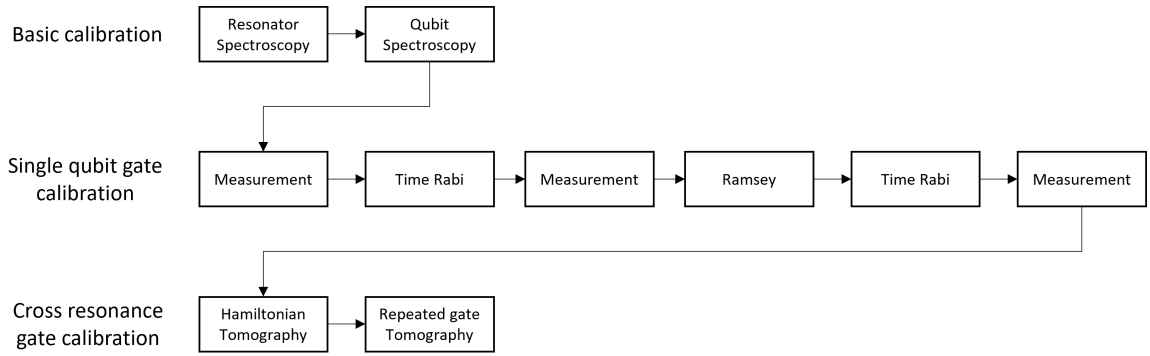 Basic calibration
Resonator
Spectroscopy
Qubit
Spectroscopy
Single qubit gate
calibration
Measurement
Time Rabi
Measurement
Ramsey
Time Rabi
Measurement
Cross resonance
gate calibration
Hamiltonian
Tomography
Repeated gate
Tomography